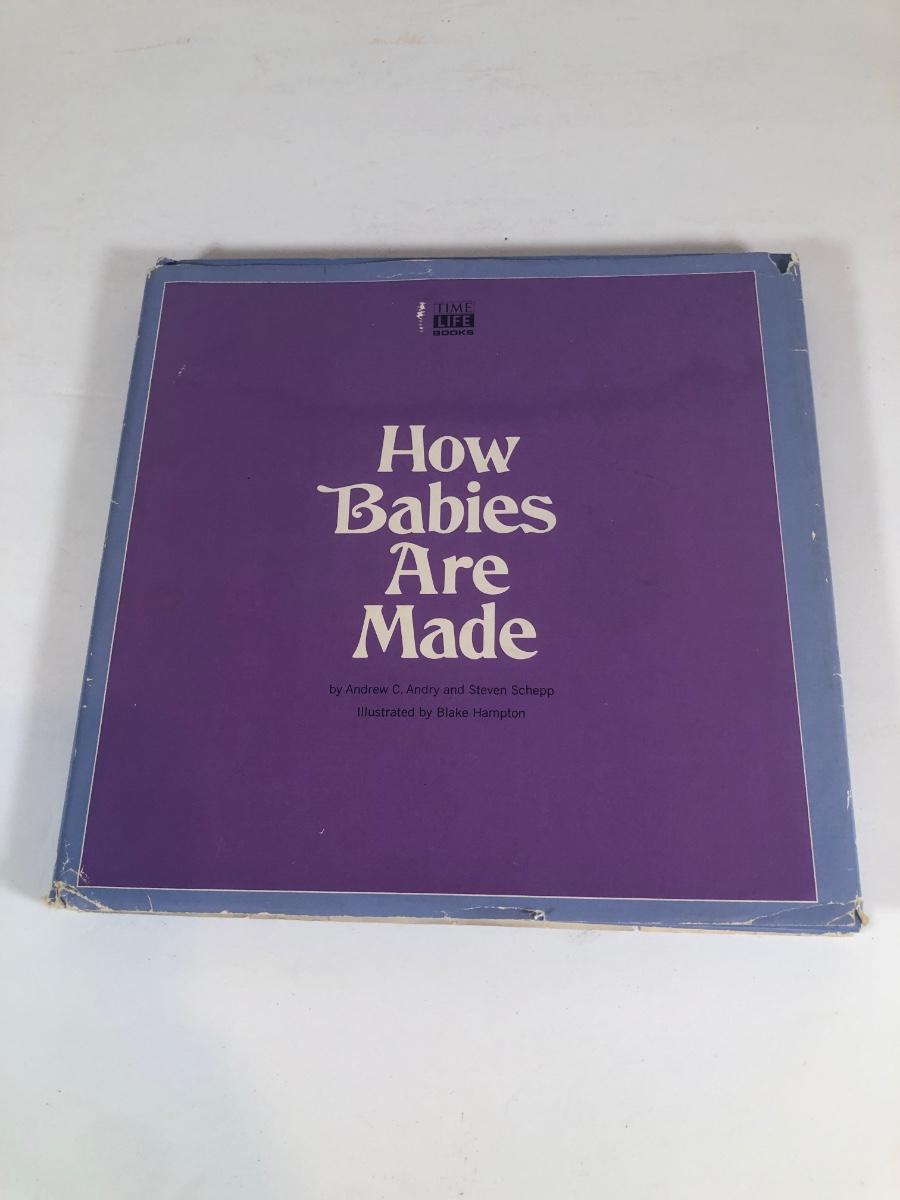 TIME
LIFE
BOOKS
How
Babies
Are
Made
by Andrew C. Andry and Steven Schepp
Illustrated by Blake Hampton